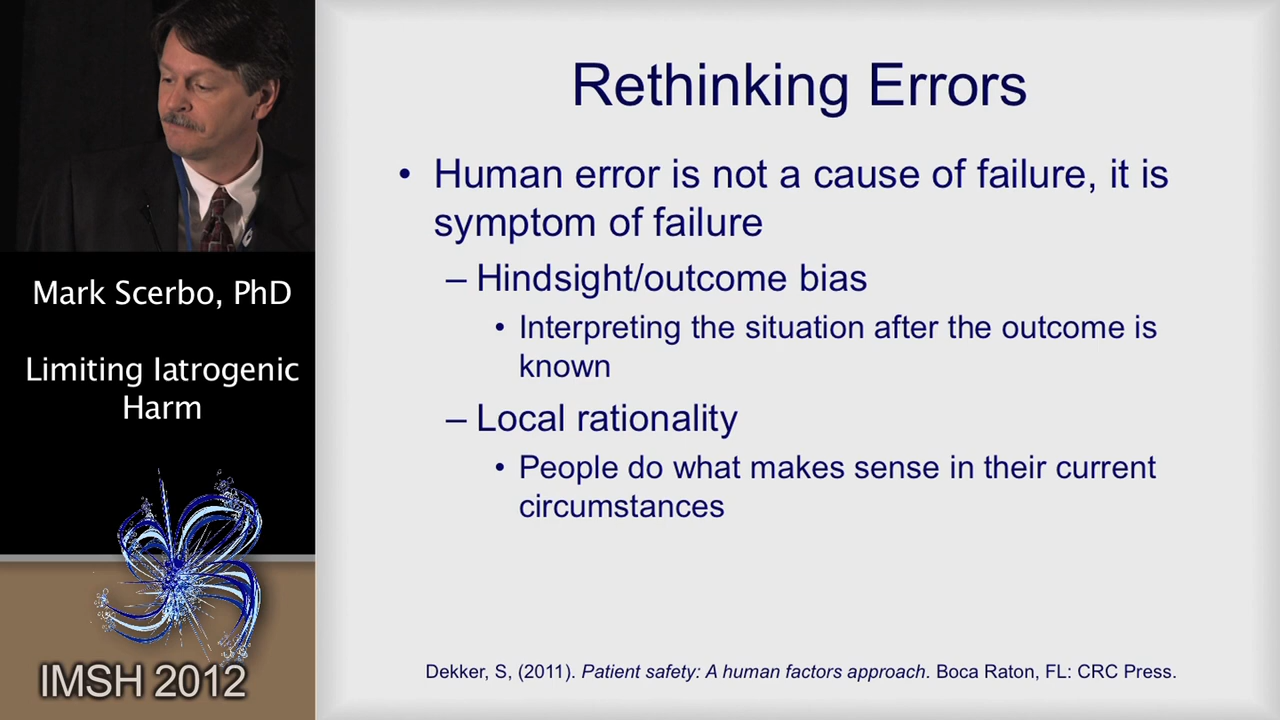 Mark Scerbo, PhD
Limiting Iatrogenic
Harm
IMSH 2012
Rethinking Errors
• Human error is not a cause of failure, it is
symptom of failure
– Hindsight/outcome bias
• Interpreting the situation after the outcome is
known
– Local rationality
• People do what makes sense in their current
circumstances
Dekker, S, (2011). Patient safety: A human factors approach. Boca Raton, FL: CRC Press.